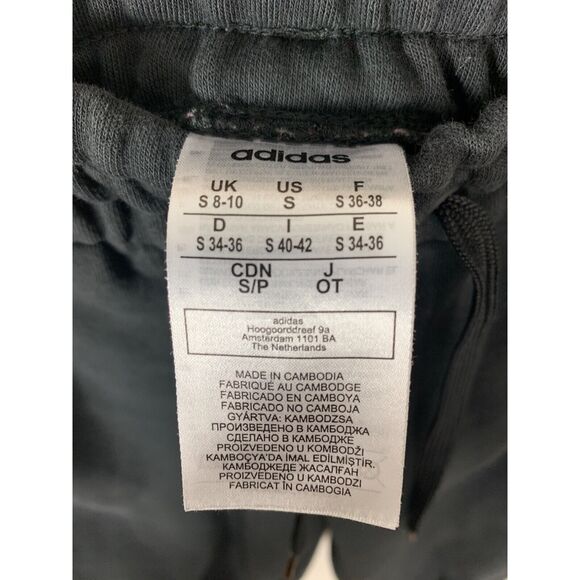 adidas
UK US F
S 8-10 S S 36-38
D I E
S 34-36 S 40-42 S 34-36
CDN J
S/P OT
adidas
Hoogoorddreef 9a
Amsterdam 1101 BA
The Netherlands
MADE IN CAMBODIA
FABRIQUÉ AU CAMBODGE
FABRICADO EN CAMBOYA
FABRICADO NO CAMBOJA
GYÁRTVA: KAMBODZSA
ПРОИЗВЕДЕНО В КАМБОДЖА
СДЕЛАНО В КАМБОДЖЕ
PROIZVEDENO U KOMBODŽI
KAMBOÇYA'DA IMAL EDİLMİŞTİR.
КАМБОДЖЕДЕ ЖАСАЛҒАН
PROIZVEDENO U KAMBODZI
FABRICAT ÎN CAMBOGIA